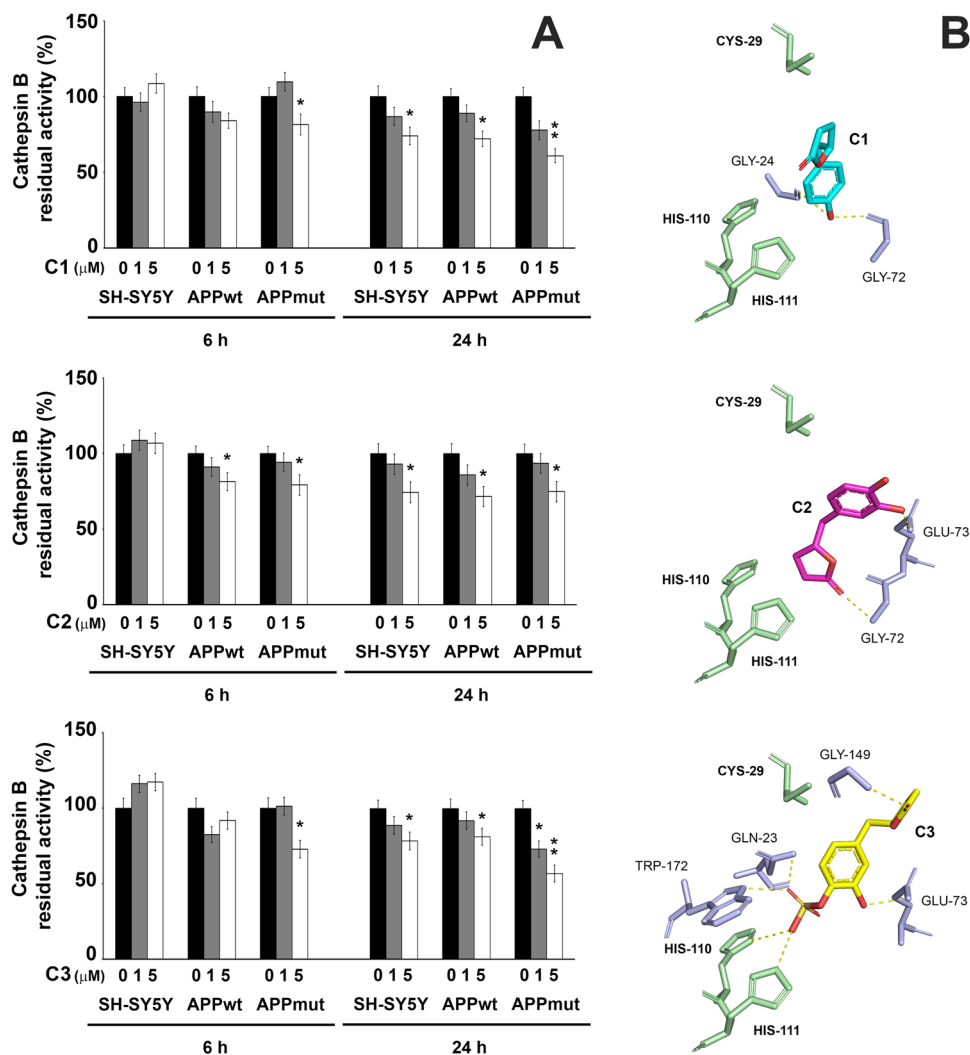 A
150
100
50
0
Cathepsin B
residual activity (%)
*
*
*
*
*
C1 (μM) 0 1 5 0 1 5 0 1 5 0 1 5 0 1 5 0 1 5
SH-SY5Y APPwt APPmut SH-SY5Y APPwt APPmut
6 h 24 h
B
CYS-29
C1
GLY-24
HIS-110
GLY-72
HIS-111
150
100
50
0
Cathepsin B
residual activity (%)
* * * * *
C2 (μM) 0 1 5 0 1 5 0 1 5 0 1 5 0 1 5 0 1 5
SH-SY5Y APPwt APPmut SH-SY5Y APPwt APPmut
6 h 24 h
CYS-29
C2
GLU-73
HIS-110
GLY-72
HIS-111
150
100
50
0
Cathepsin B
residual activity (%)
* * * * *
*
C3 (μM) 0 1 5 0 1 5 0 1 5 0 1 5 0 1 5 0 1 5
SH-SY5Y APPwt APPmut SH-SY5Y APPwt APPmut
6 h 24 h
GLY-149
CYS-29
C3
GLN-23
TRP-172
GLU-73
HIS-110
HIS-111